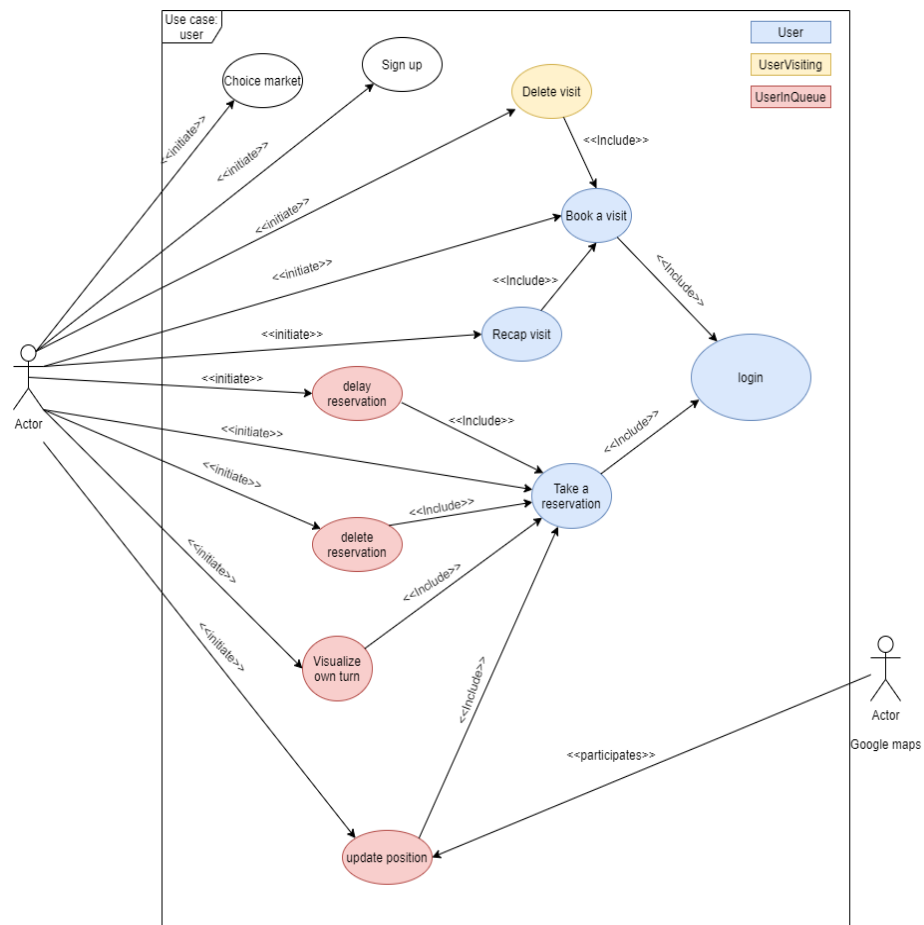 Use case:
user
User
UserVisiting
UserInQueue
Choice market
Sign up
Delete visit
<<initiate>>
<<initiate>>
<<Include>>
<<initiate>>
Book a visit
<<initiate>>
<<Include>>
<<Include>>
<<initiate>>
Recap visit
<<initiate>>
delay
reservation
login
Actor
<<Include>>
<<initiate>>
<<Include>>
<<initiate>>
Take a
reservation
<<Include>>
delete
reservation
<<initiate>>
<<Include>>
<<initiate>>
Visualize
own turn
<<Include>>
Actor
Google maps
<<participates>>
update position